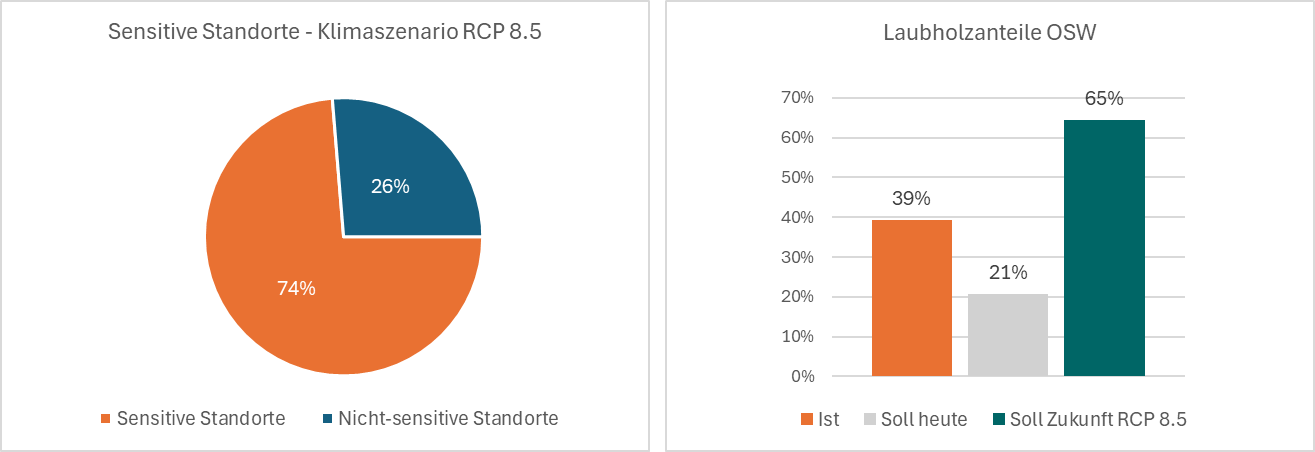 Sensitive Standorte - Klimaszenario RCP 8.5
26%
74%
Sensitive Standorte
Nicht-sensitive Standorte
Laubholzanteile OSW
70%
60%
50%
40%
30%
20%
10%
0%
39%
21%
65%
Ist
Soll heute
Soll Zukunft RCP 8.5